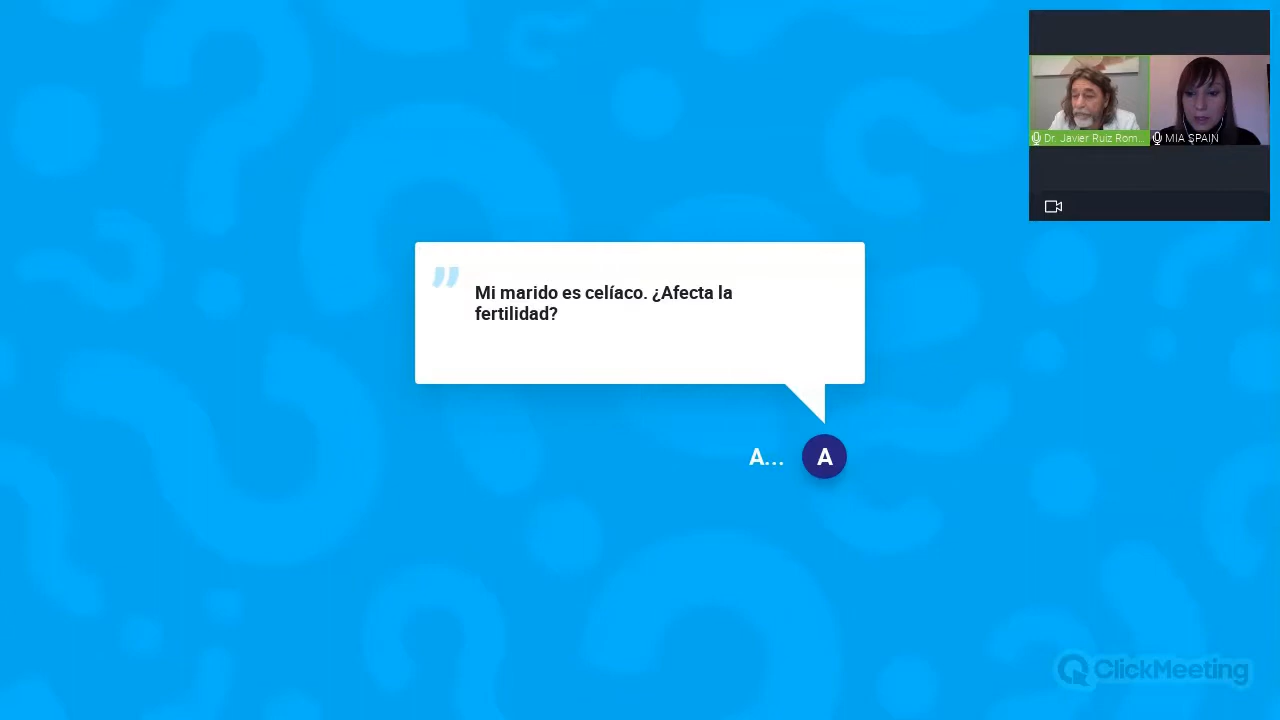 Dr. Javier Ruiz Rom...
MIA SPAIN
Mi marido es celíaco. ¿Afecta la
fertilidad?
A...
A
ClickMeeting